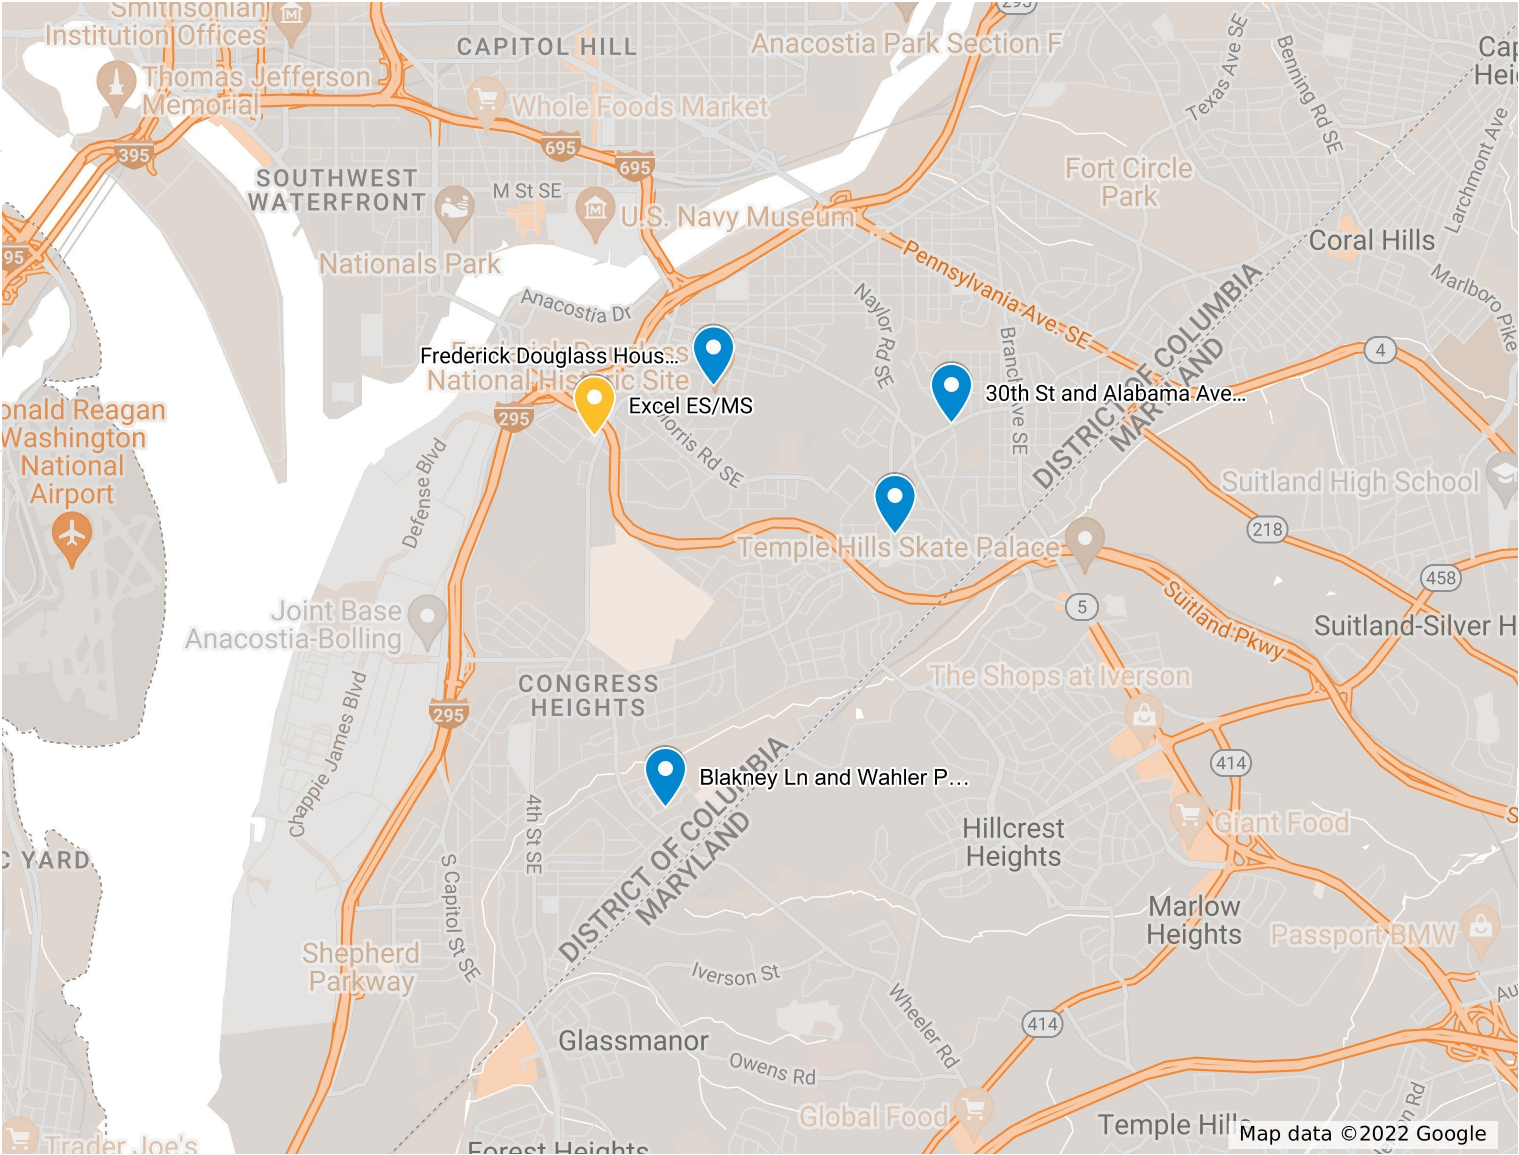 Smithsonian
Institution Offices
CAPITOL HILL
Anacostia Park Section F
295
Texas Ave SE
Benning Rd SE
Thomas Jefferson
Memorial
Whole Foods Market
Larchmont Ave
395
695
695
SOUTHWEST
WATERFRONT
M St SE
U.S. Navy Museum
Fort Circle
Park
Nationals Park
95
Pennsylvania Ave. SE
Coral Hills
Marlboro Pike
Anacostia Dr
Naylor Rd SE
Branch Ave SE
DISTRICT OF COLUMBIA
MARYLAND
4
Frederick Douglass Hous...
Frederick Douglass
National Historic Site
Excel ES/MS
30th St and Alabama Ave...
295
onald Reagan
Washington
National
Airport
Morris Rd SE
Defense Blvd
Suitland High School
218
Temple Hills Skate Palace
458
5
Suitland Pkwy
Suitland-Silver H
Joint Base
Anacostia-Bolling
The Shops at Iverson
CONGRESS
HEIGHTS
295
Chappie James Blvd
Blakney Ln and Wahler P...
DISTRICT OF COLUMBIA
MARYLAND
414
4th St SE
S Capitol St SE
Hillcrest
Heights
Giant Food
C YARD
Marlow
Heights
Passport BMW
Shepherd
Parkway
Iverson St
Wheeler Rd
414
Glassmanor
Owens Rd
Global Food
Temple Hills
Trader Joe's
Forest Heights
Map data ©2022 Google